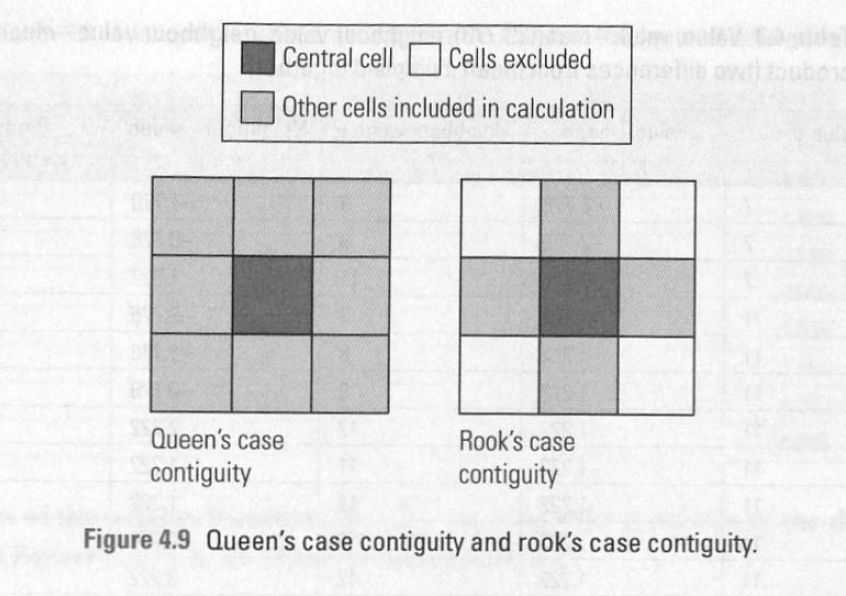 Central cell Cells excluded
Other cells included in calculation
Queen's case
contiguity
Rook's case
contiguity
Figure 4.9 Queen's case contiguity and rook's case contiguity.